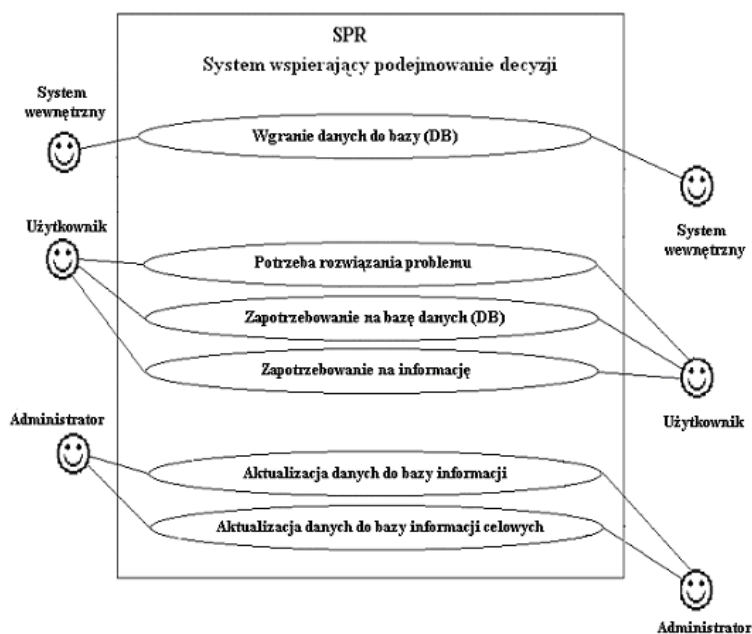 SPR
System wspierający podejmowanie decyzji
System
wewnętrzny
Wgranie danych do bazy (DB)
System
wewnętrzny
Użytkownik
Potrzeba rozwiązania problemu
Zapotrzebowanie na bazę danych (DB)
Zapotrzebowanie na informację
Użytkownik
Administrator
Aktualizacja danych do bazy informacji
Aktualizacja danych do bazy informacji celowych
Administrator